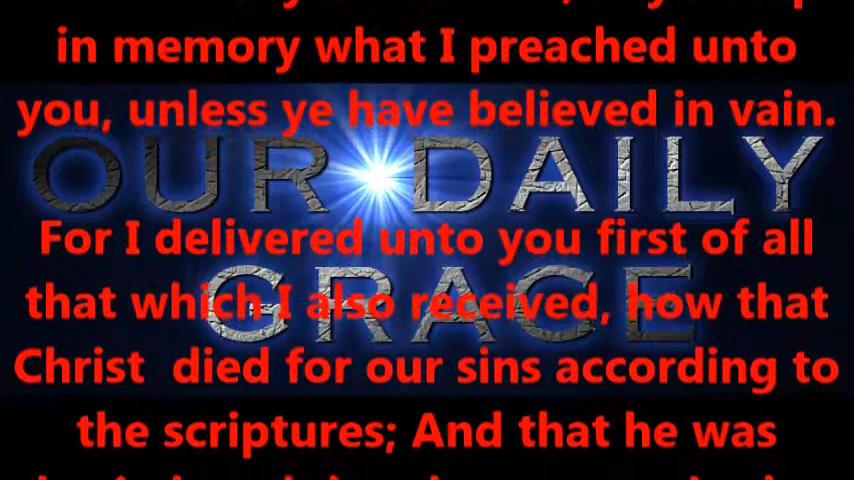 in memory what I preached unto
you, unless ye have believed in vain.
OUR DAILY
For I delivered unto you first of all
that which I also received, how that
GRACE
Christ died for our sins according to
the scriptures; And that he was